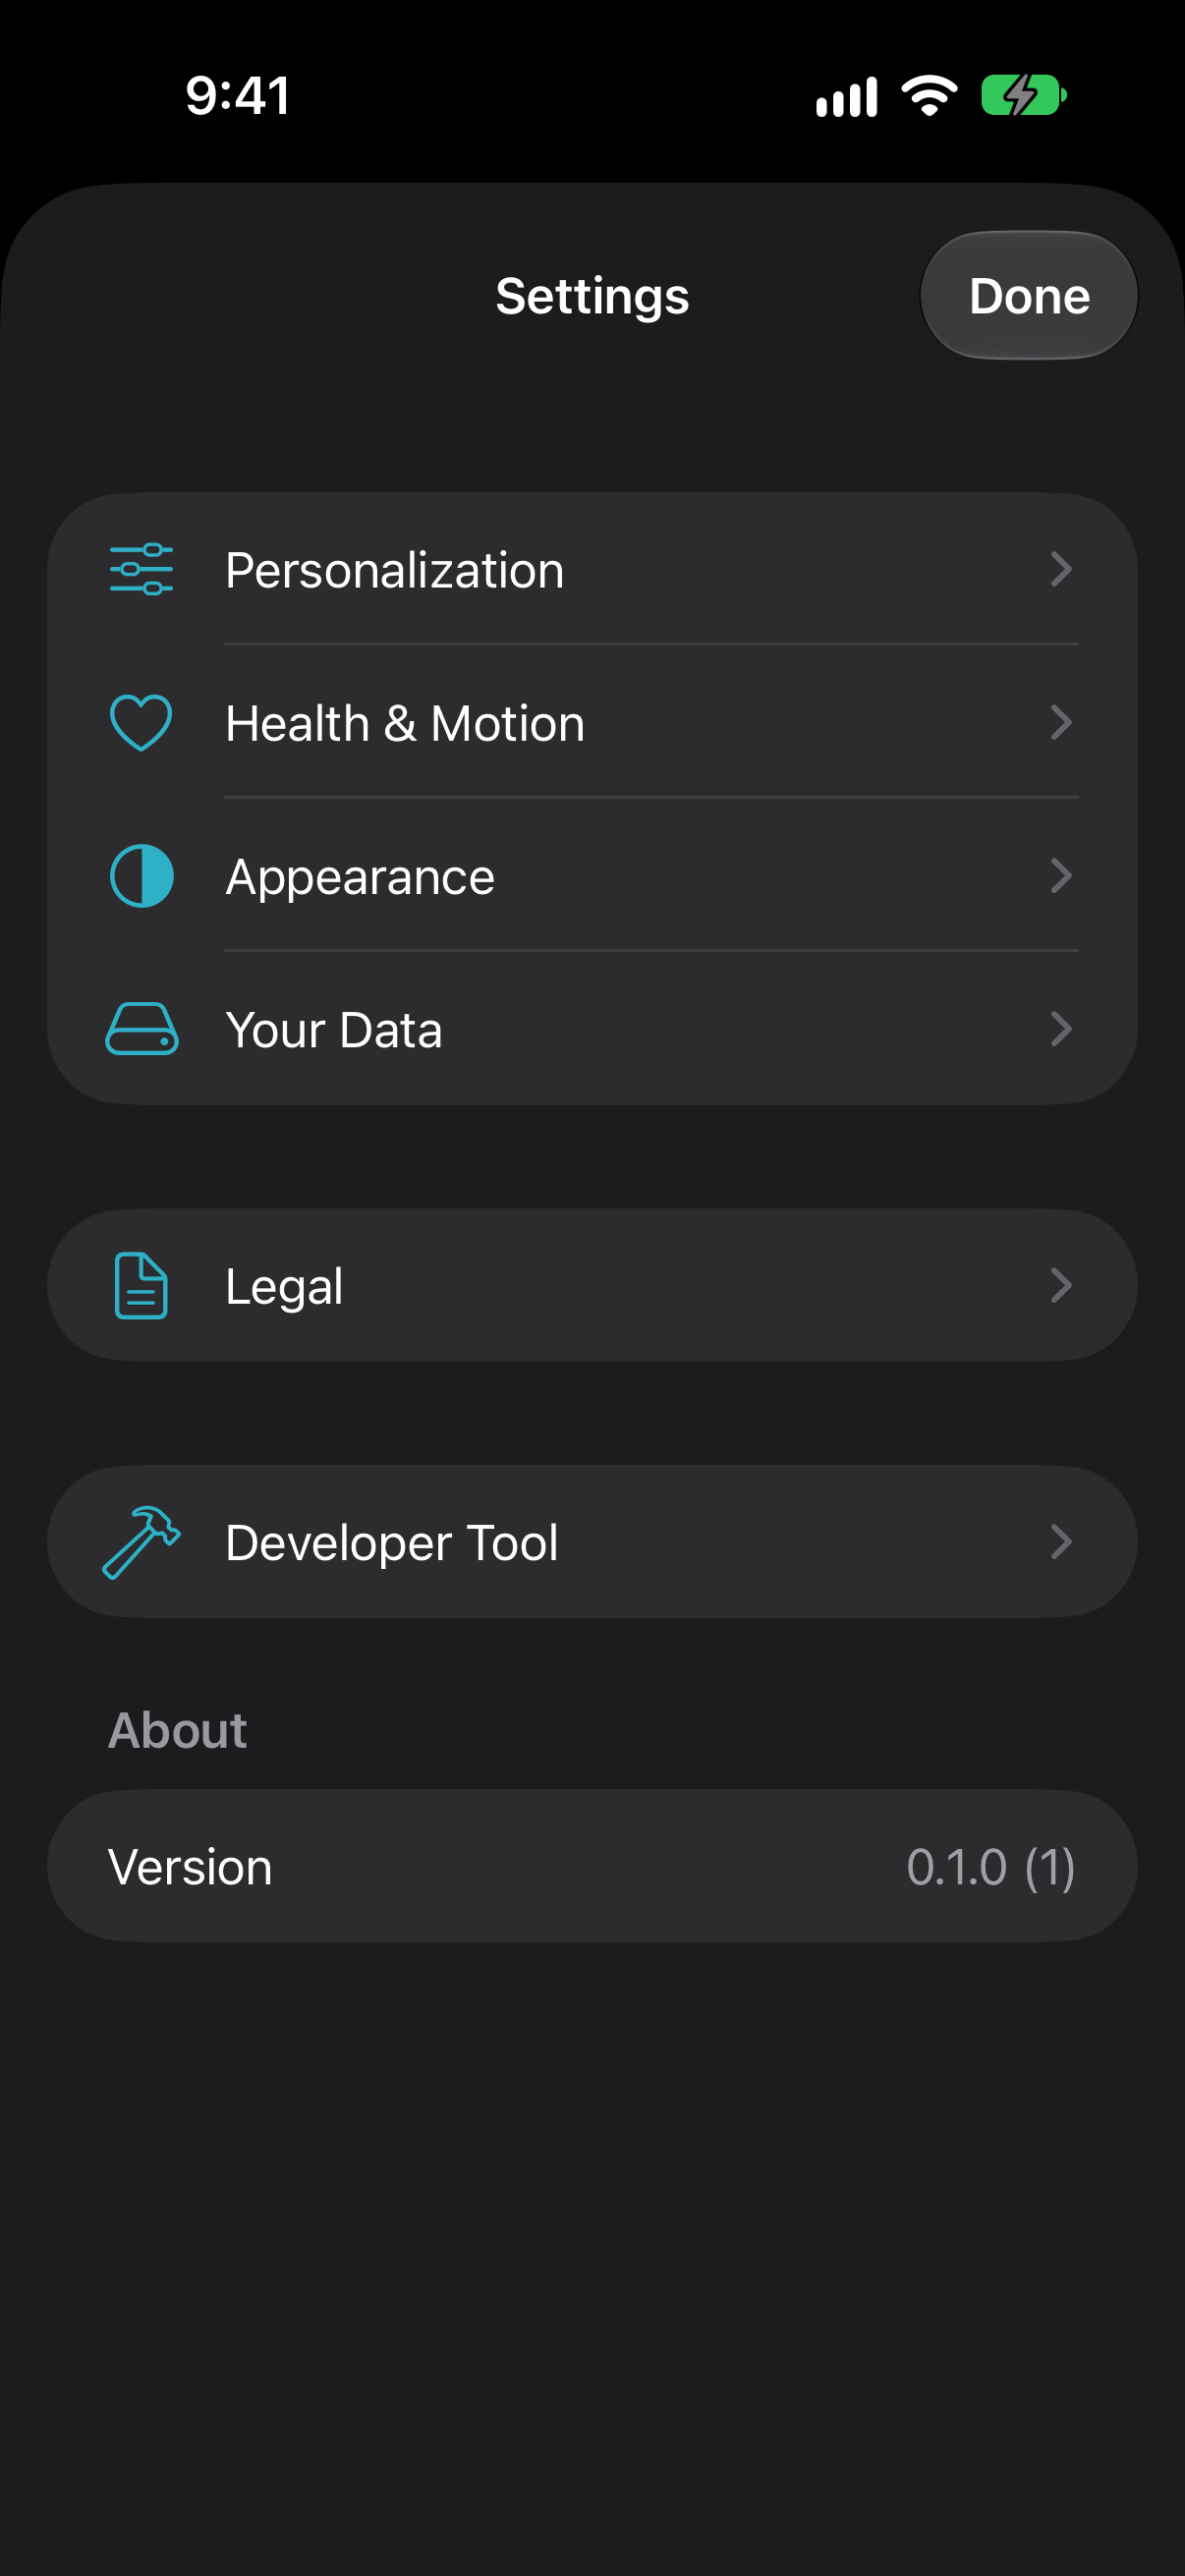 9:41
Settings
Done
Personalization
Health & Motion
Appearance
Your Data
Legal
Developer Tool
About
Version
0.1.0 (1)